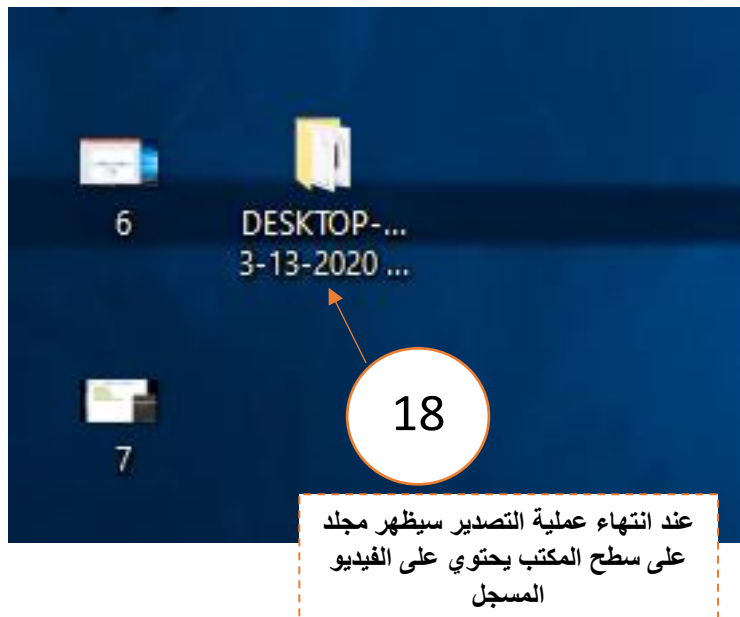 6
DESKTOP-...
3-13-2020 ...
18
7
عند انتهاء عملية التصدير سيظهر مجلد
على سطح المكتب يحتوي على الفيديو
المسجل